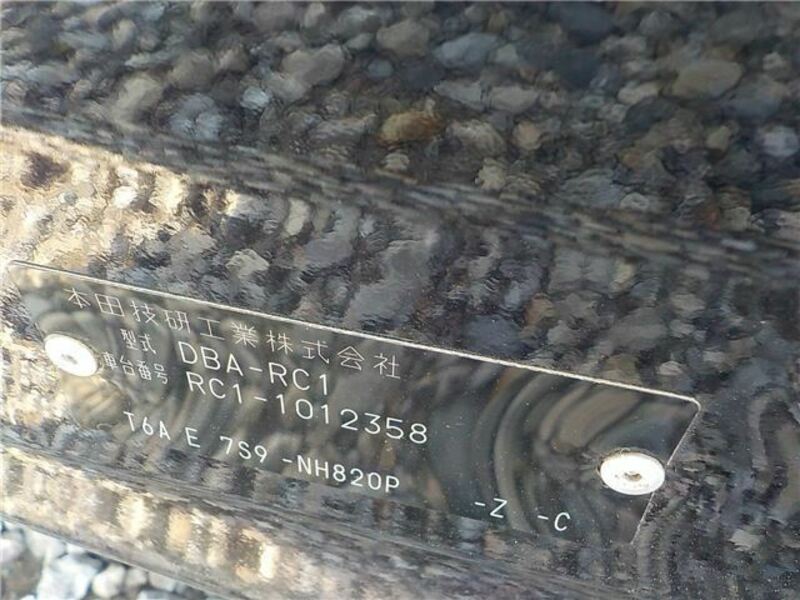 本田技研工業株式会社
型式 DBA-RC1
車台番号 RC1-1012358
T6A E 7S9 -NH820P -Z -C